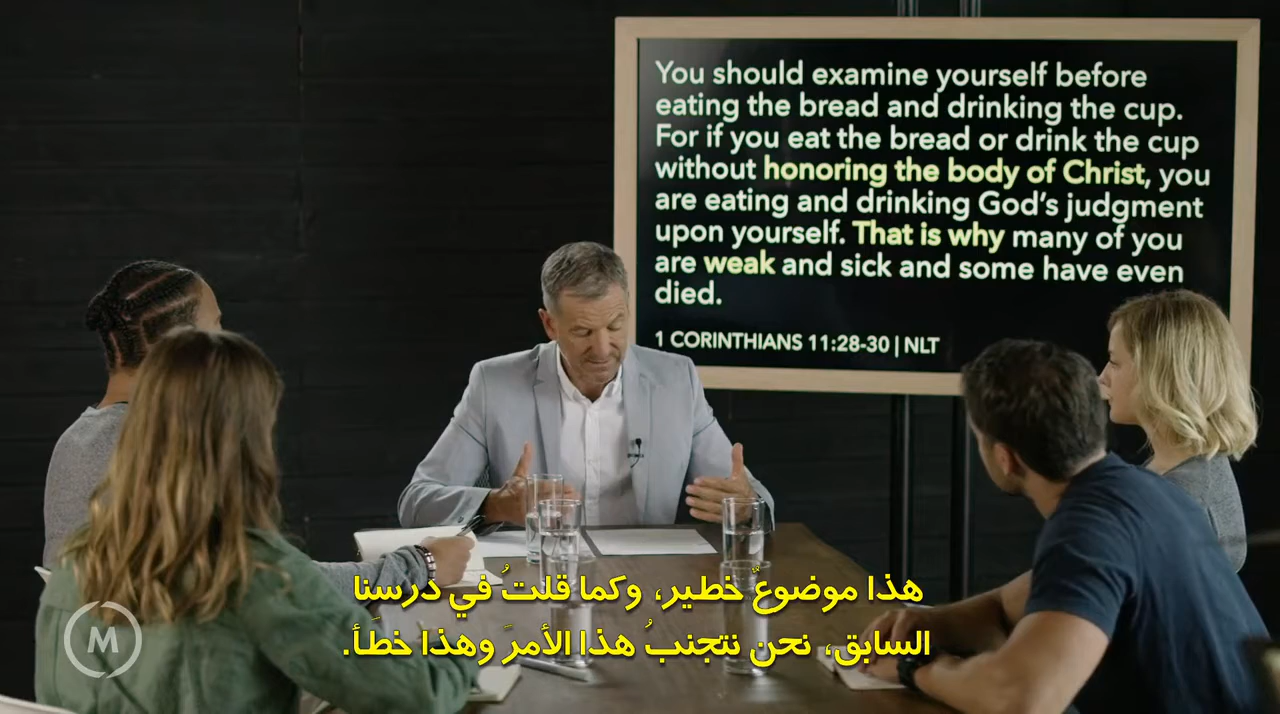 You should examine yourself before
eating the bread and drinking the cup.
For if you eat the bread or drink the cup
without honoring the body of Christ, you
are eating and drinking God's judgment
upon yourself. That is why many of you
are weak and sick and some have even
died.
1 CORINTHIANS 11:28-30 | NLT
هذا موضوعٌ خطير، وكما قلتُ في درسنا
السابق، نحن نتجنبُ هذا الأمرَ وهذا خطَأ.
M